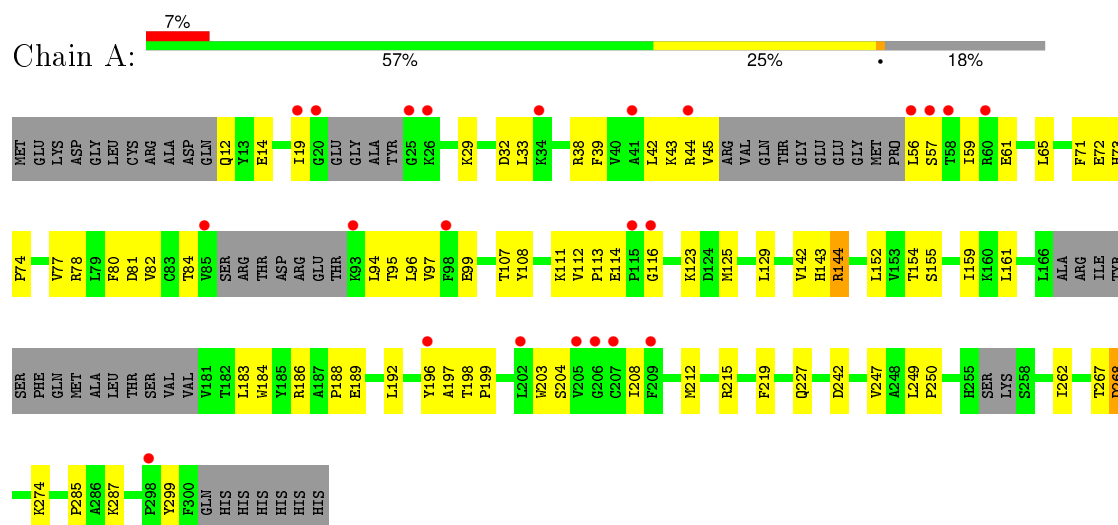 7%
Chain A:
57% 25% • 18%
MET GLU LYS ASP GLY LEU CYS ARG ALA ASP GLN Q12 Y13 E14 I19 G20 GLU GLY ALA TYR G25 K26 K29 D32 L33 K34 R38 F39 V40 A41 L42 K43 R44 V45 ARG VAL GLN THR GLY GLU GLU GLY MET PRO L56 S57 T58 I59 R60 E61 L65 F71 E72 H73
P74 V77 R78 L79 F80 D81 V82 C83 T84 V85 SER ARG THR ASP ARG GLU THR K93 L94 T95 L96 V97 F98 E99 T107 Y108 K111 V112 P113 E114 P115 G116 K123 D124 M125 L129 V142 H143 R144 L152 V153 T154 S155 I159 K160 L161 L166 ALA ARG ILE TYR
SER PHE GLN MET ALA LEU THR SER VAL VAL V181 T182 L183 W184 Y185 R186 A187 P188 E189 L192 Y196 A197 T198 P199 L202 W203 S204 V205 G206 C207 I208 F209 M212 R215 F219 Q227 D242 V247 A248 L249 P250 H255 SER LYS S258 I262 T267 D268
K274 P285 A286 K287 P298 Y299 F300 GLN HIS HIS HIS HIS HIS HIS